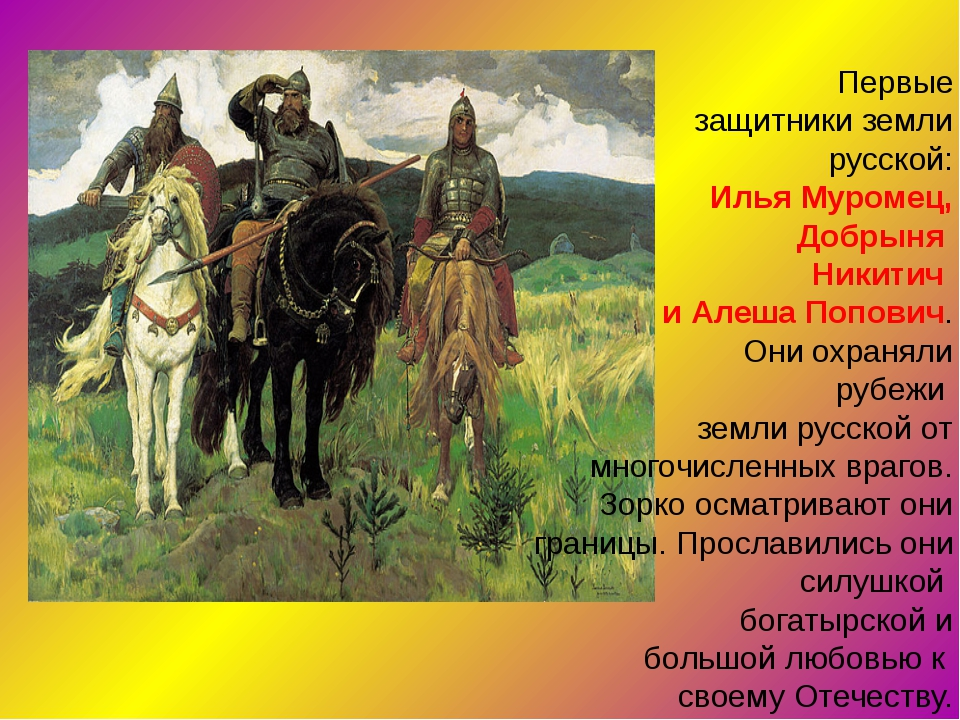 Первые
защитники земли
русской:
Илья Муромец,
Добрыня
Никитич
и Алеша Попович.
Они охраняли
рубежи
земли русской от
многочисленных врагов.
Зорко осматривают они
границы. Прославились они
силушкой
богатырской и
большой любовью к
своему Отечеству.